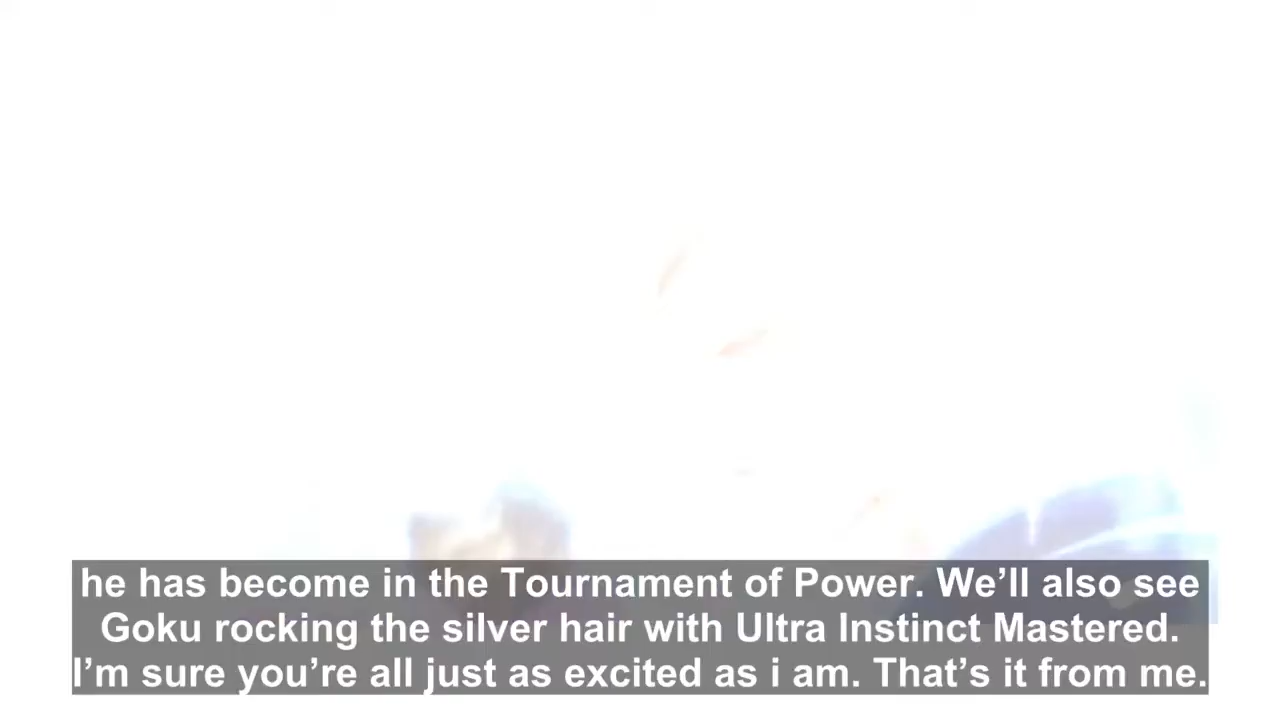 he has become in the Tournament of Power. We’ll also see
Goku rocking the silver hair with Ultra Instinct Mastered.
I’m sure you’re all just as excited as i am. That’s it from me.